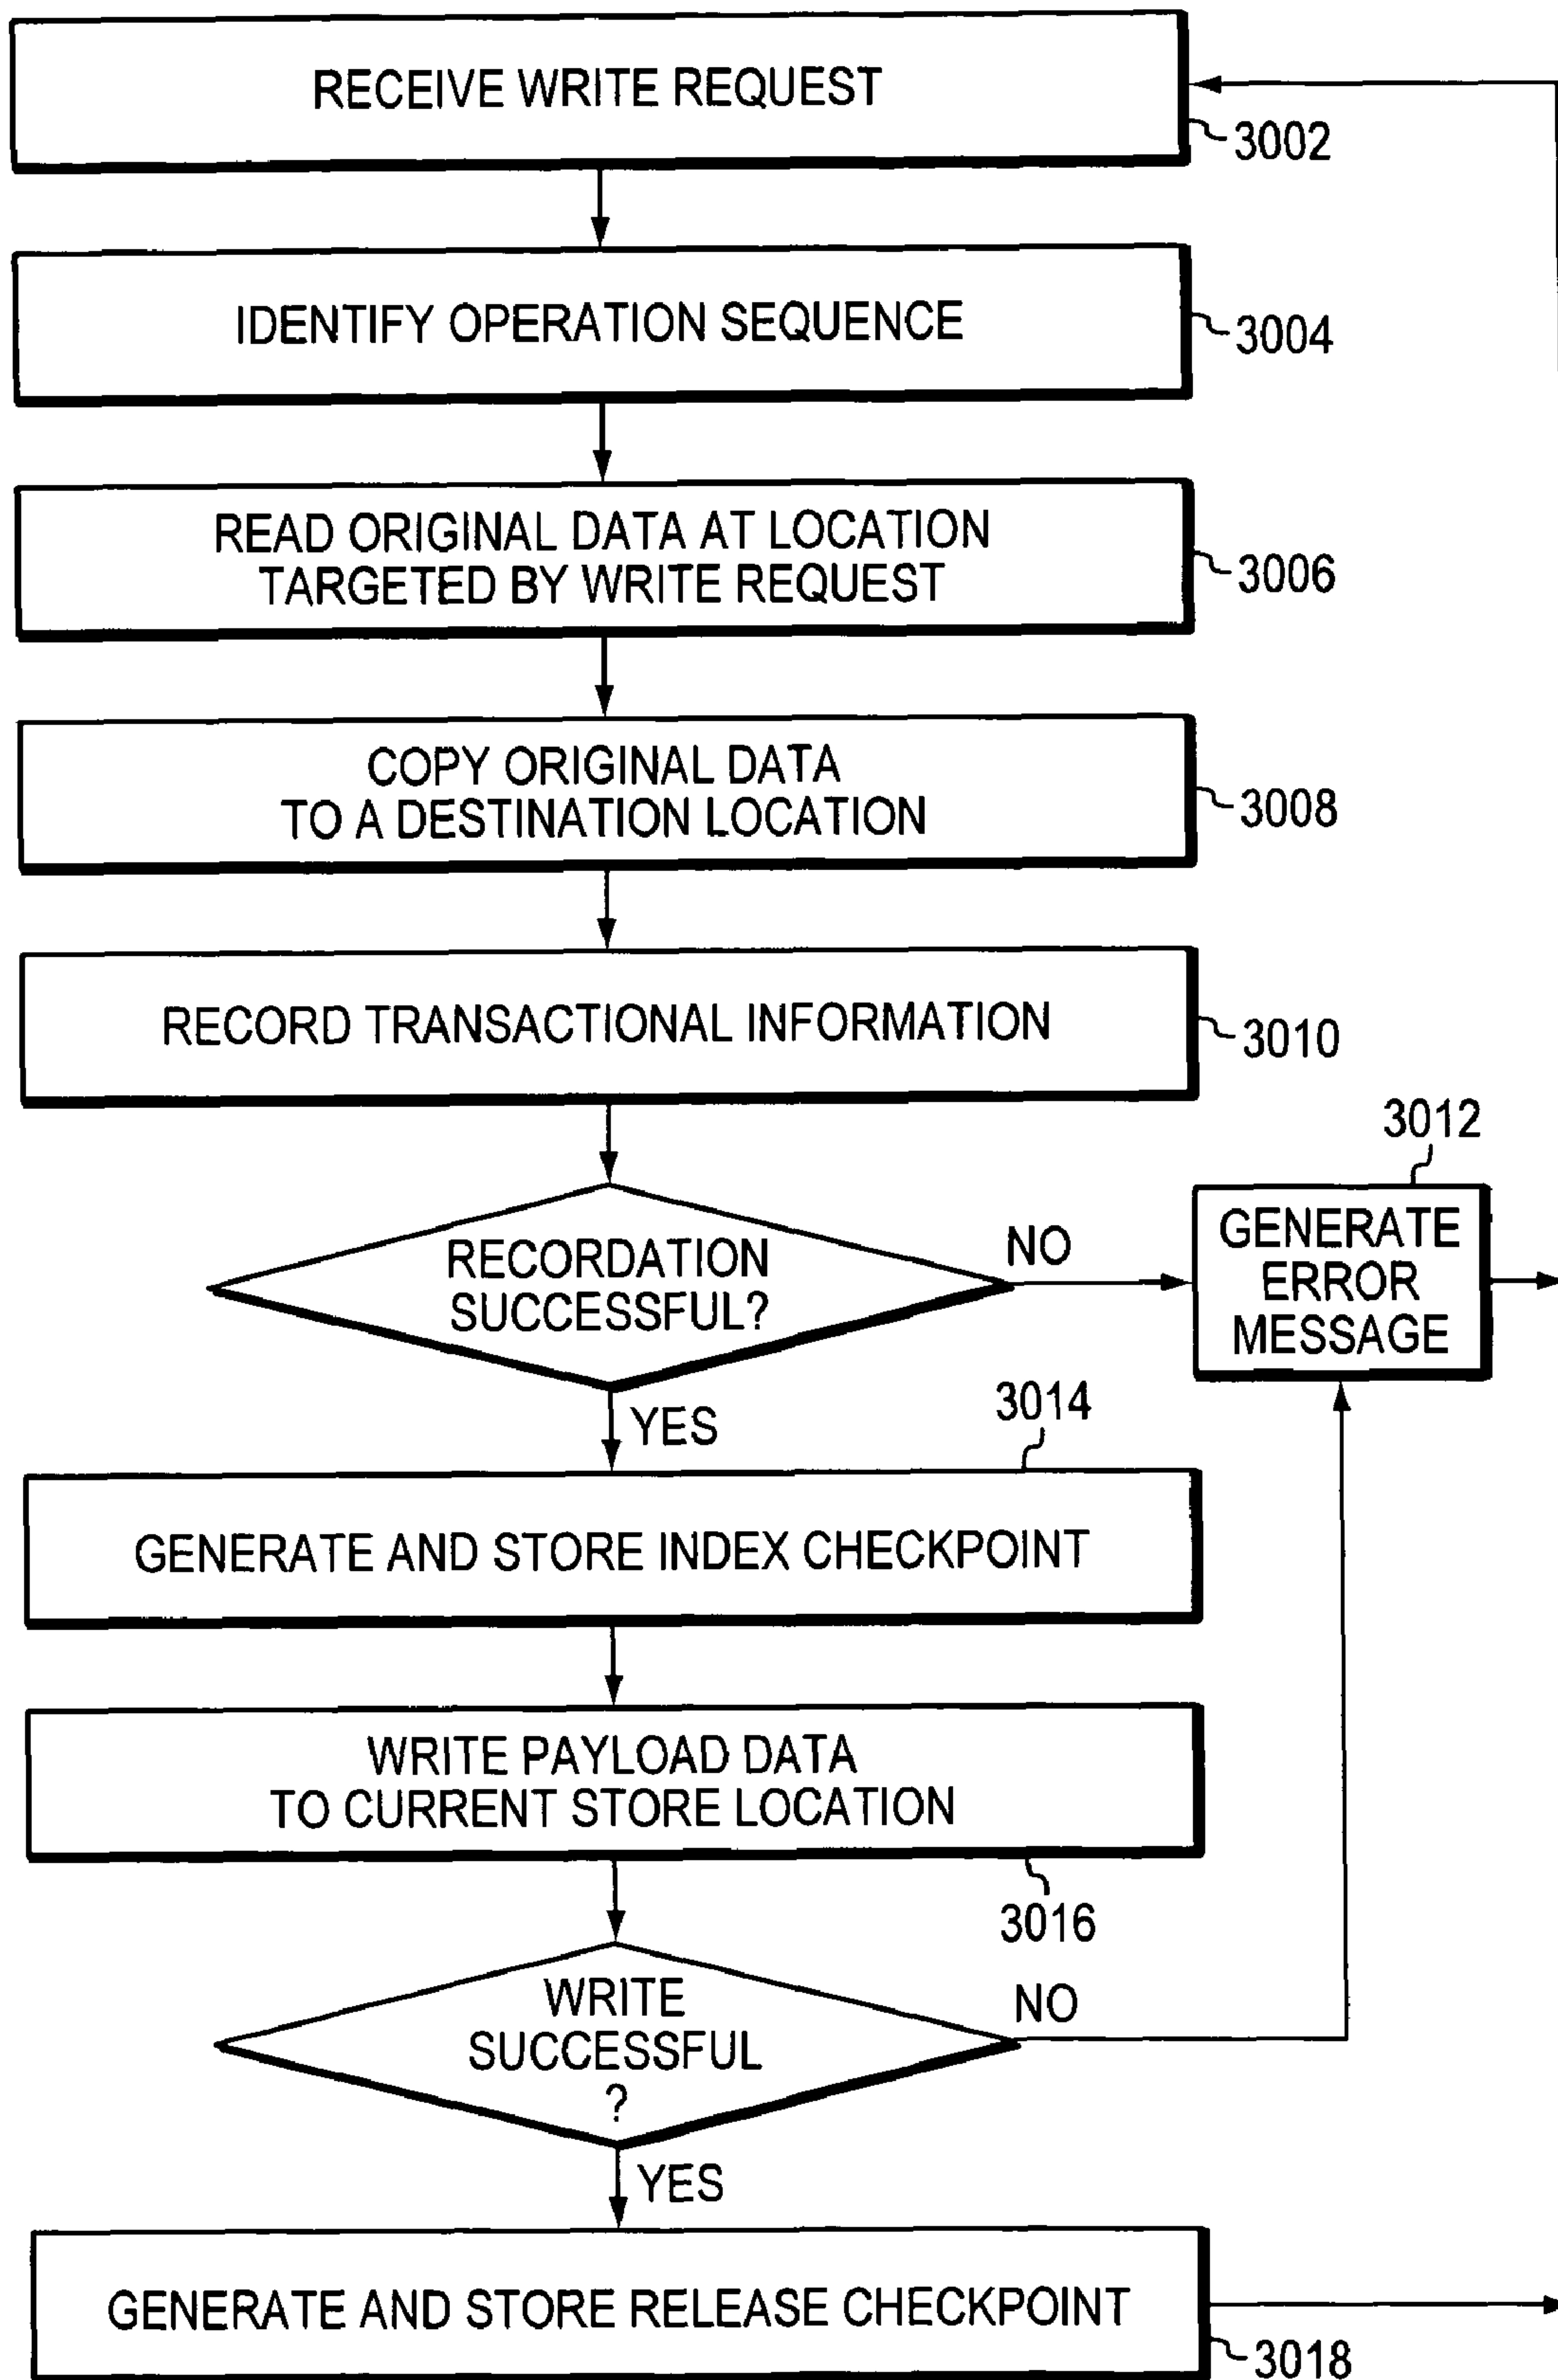 RECEIVE WRITE REQUEST
3002
IDENTIFY OPERATION SEQUENCE
3004
READ ORIGINAL DATA AT LOCATION
TARGETED BY WRITE REQUEST
3006
COPY ORIGINAL DATA
TO A DESTINATION LOCATION
3008
RECORD TRANSACTIONAL INFORMATION
3010
RECORDATION
SUCCESSFUL?
NO
3012
GENERATE
ERROR
MESSAGE
YES
3014
GENERATE AND STORE INDEX CHECKPOINT
WRITE PAYLOAD DATA
TO CURRENT STORE LOCATION
3016
WRITE
SUCCESSFUL
?
NO
YES
GENERATE AND STORE RELEASE CHECKPOINT
3018